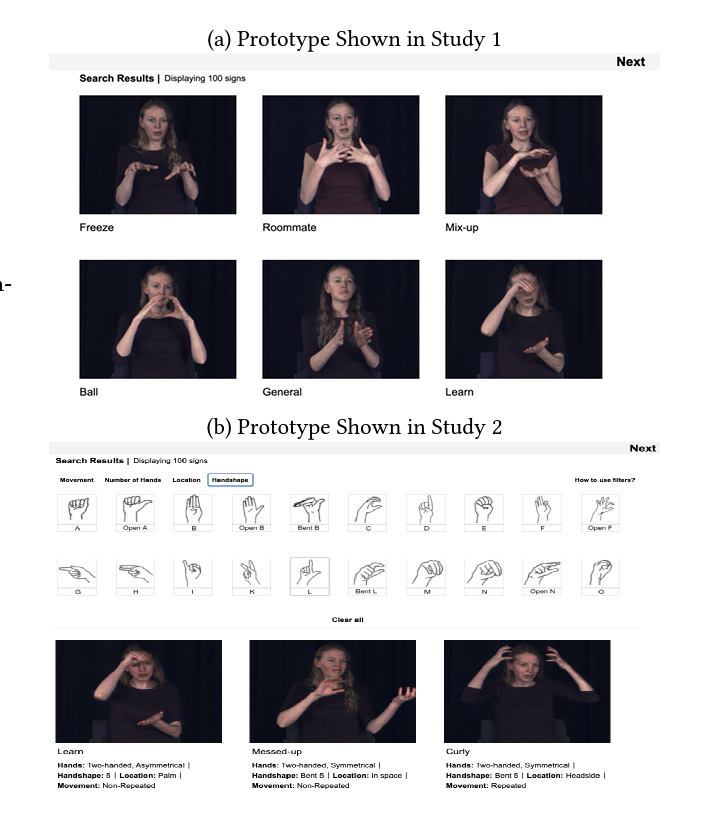 (a) Prototype Shown in Study 1
Next
Search Results | Displaying 100 signs
Freeze
Roommate
Mix-up
n-
Ball
General
Learn
(b) Prototype Shown in Study 2
Next
Search Results | Displaying 100 signs
Movement Number of Hands Location Handshape How to use filters?
A Open A B Open B Bent B C D E F Open F
G H I K L Bent L M N Open N O
Clear all
Learn
Hands: Two-handed, Asymmetrical |
Handshape: 5 | Location: Palm |
Movement: Non-Repeated
Messed-up
Hands: Two-handed, Symmetrical |
Handshape: Bent 5 | Location: In space |
Movement: Non-Repeated
Curly
Hands: Two-handed, Symmetrical |
Handshape: Bent 5 | Location: Headside |
Movement: Repeated